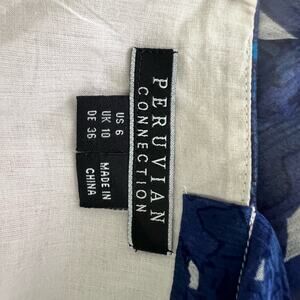 PERUVIAN
CONNECTION
US 6
UK 10
DE 36
MADE IN
CHINA